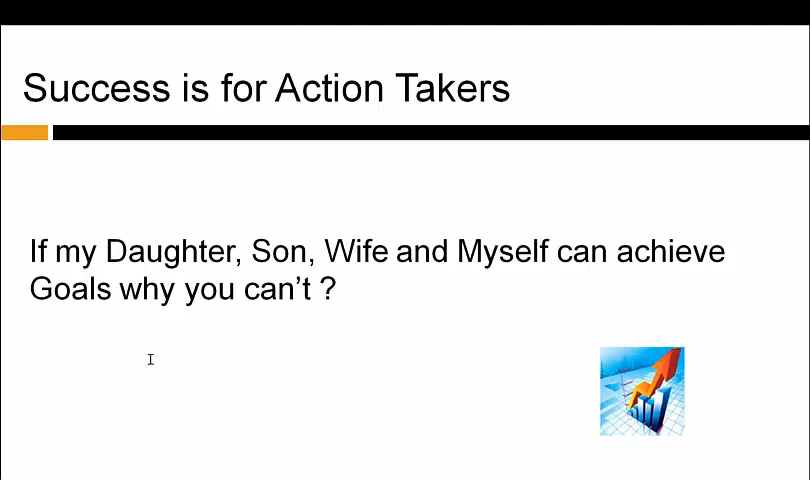 Success is for Action Takers
If my Daughter, Son, Wife and Myself can achieve
Goals why you can’t ?